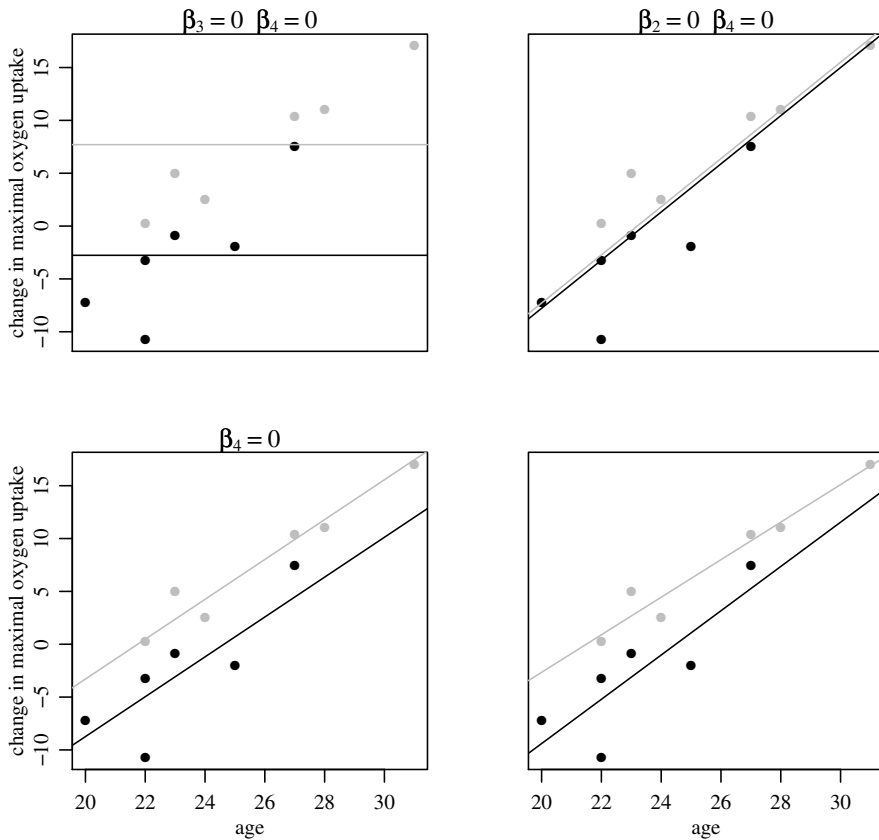 β₃ = 0 β₄ = 0
β₂ = 0 β₄ = 0
change in maximal oxygen uptake
15
10
5
0
−5
−10
β₄ = 0
change in maximal oxygen uptake
15
10
5
0
−5
−10
20 22 24 26 28 30
age
20 22 24 26 28 30
age